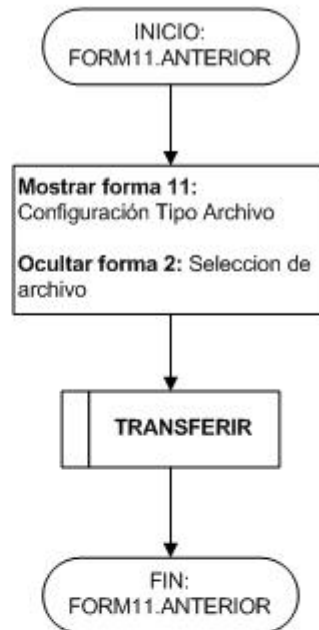 INICIO:
FORM11.ANTERIOR
Mostrar forma 11:
Configuración Tipo Archivo
Ocultar forma 2: Seleccion de
archivo
TRANSFERIR
FIN:
FORM11.ANTERIOR